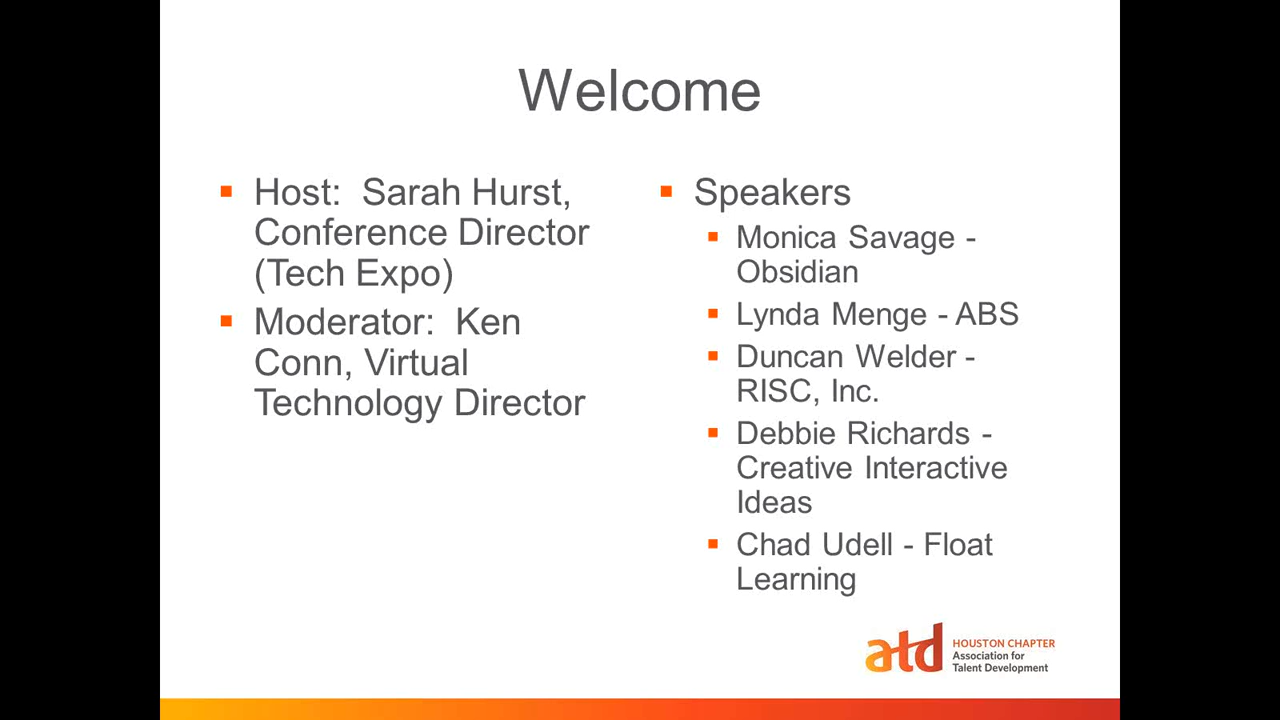 Welcome
Host:  Sarah Hurst,
Conference Director
(Tech Expo)
Moderator:  Ken
Conn, Virtual
Technology Director
Speakers
Monica Savage -
Obsidian
Lynda Menge - ABS
Duncan Welder -
RISC, Inc.
Debbie Richards -
Creative Interactive
Ideas
Chad Udell - Float
Learning
atd
HOUSTON CHAPTER
Association for
Talent Development